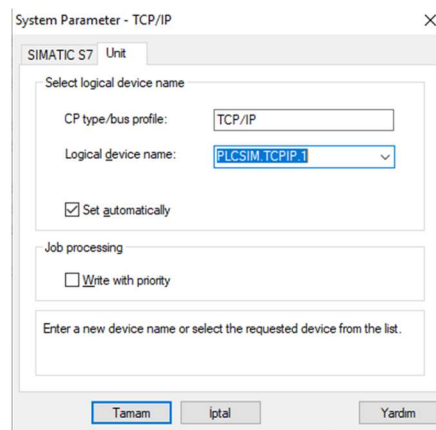 System Parameter - TCP/IP
SIMATIC S7 Unit
Select logical device name
CP type/bus profile: TCP/IP
Logical device name: PLCSIM.TCPIP.1
Set automatically
Job processing
Write with priority
Enter a new device name or select the requested device from the list.
Tamam İptal Yardım